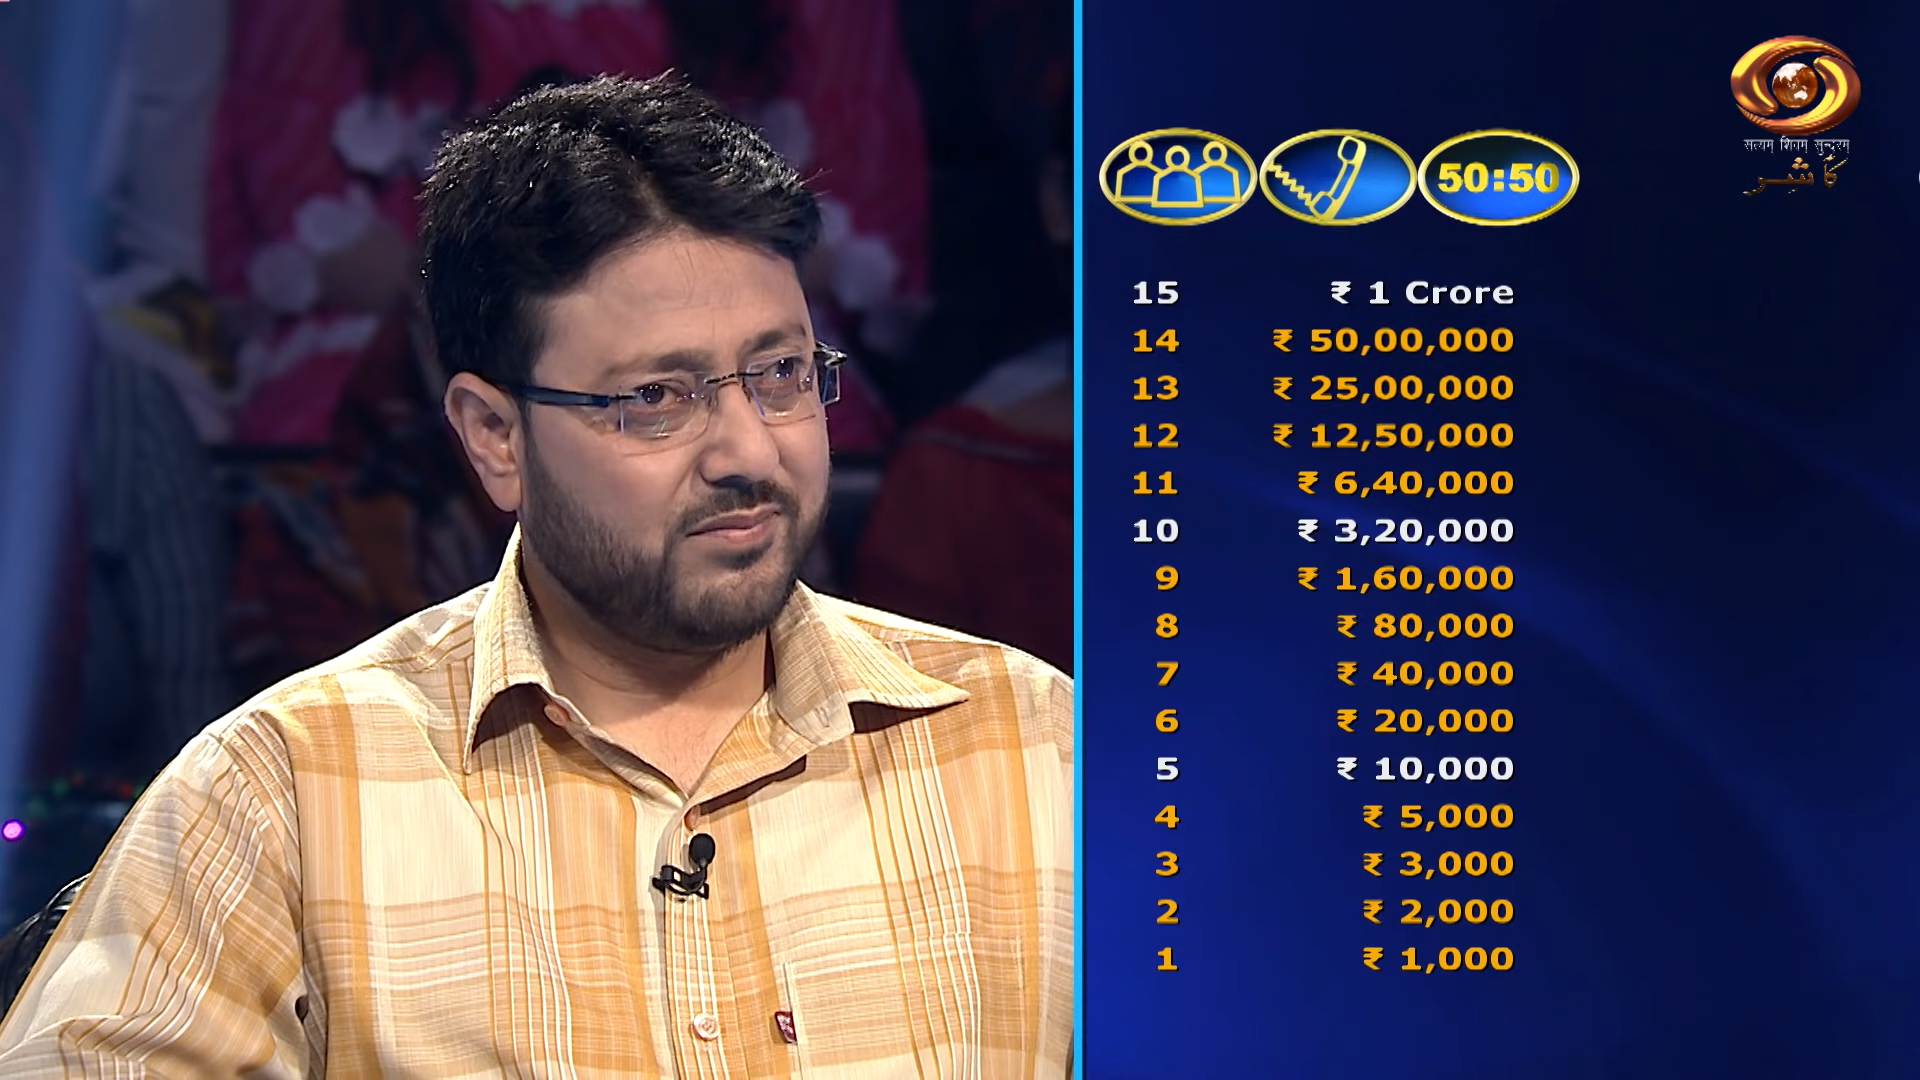 50:50
सत्यम शिवम सुन्दरम
کأشُر
15 ₹ 1 Crore
14 ₹ 50,00,000
13 ₹ 25,00,000
12 ₹ 12,50,000
11 ₹ 6,40,000
10 ₹ 3,20,000
9 ₹ 1,60,000
8 ₹ 80,000
7 ₹ 40,000
6 ₹ 20,000
5 ₹ 10,000
4 ₹ 5,000
3 ₹ 3,000
2 ₹ 2,000
1 ₹ 1,000